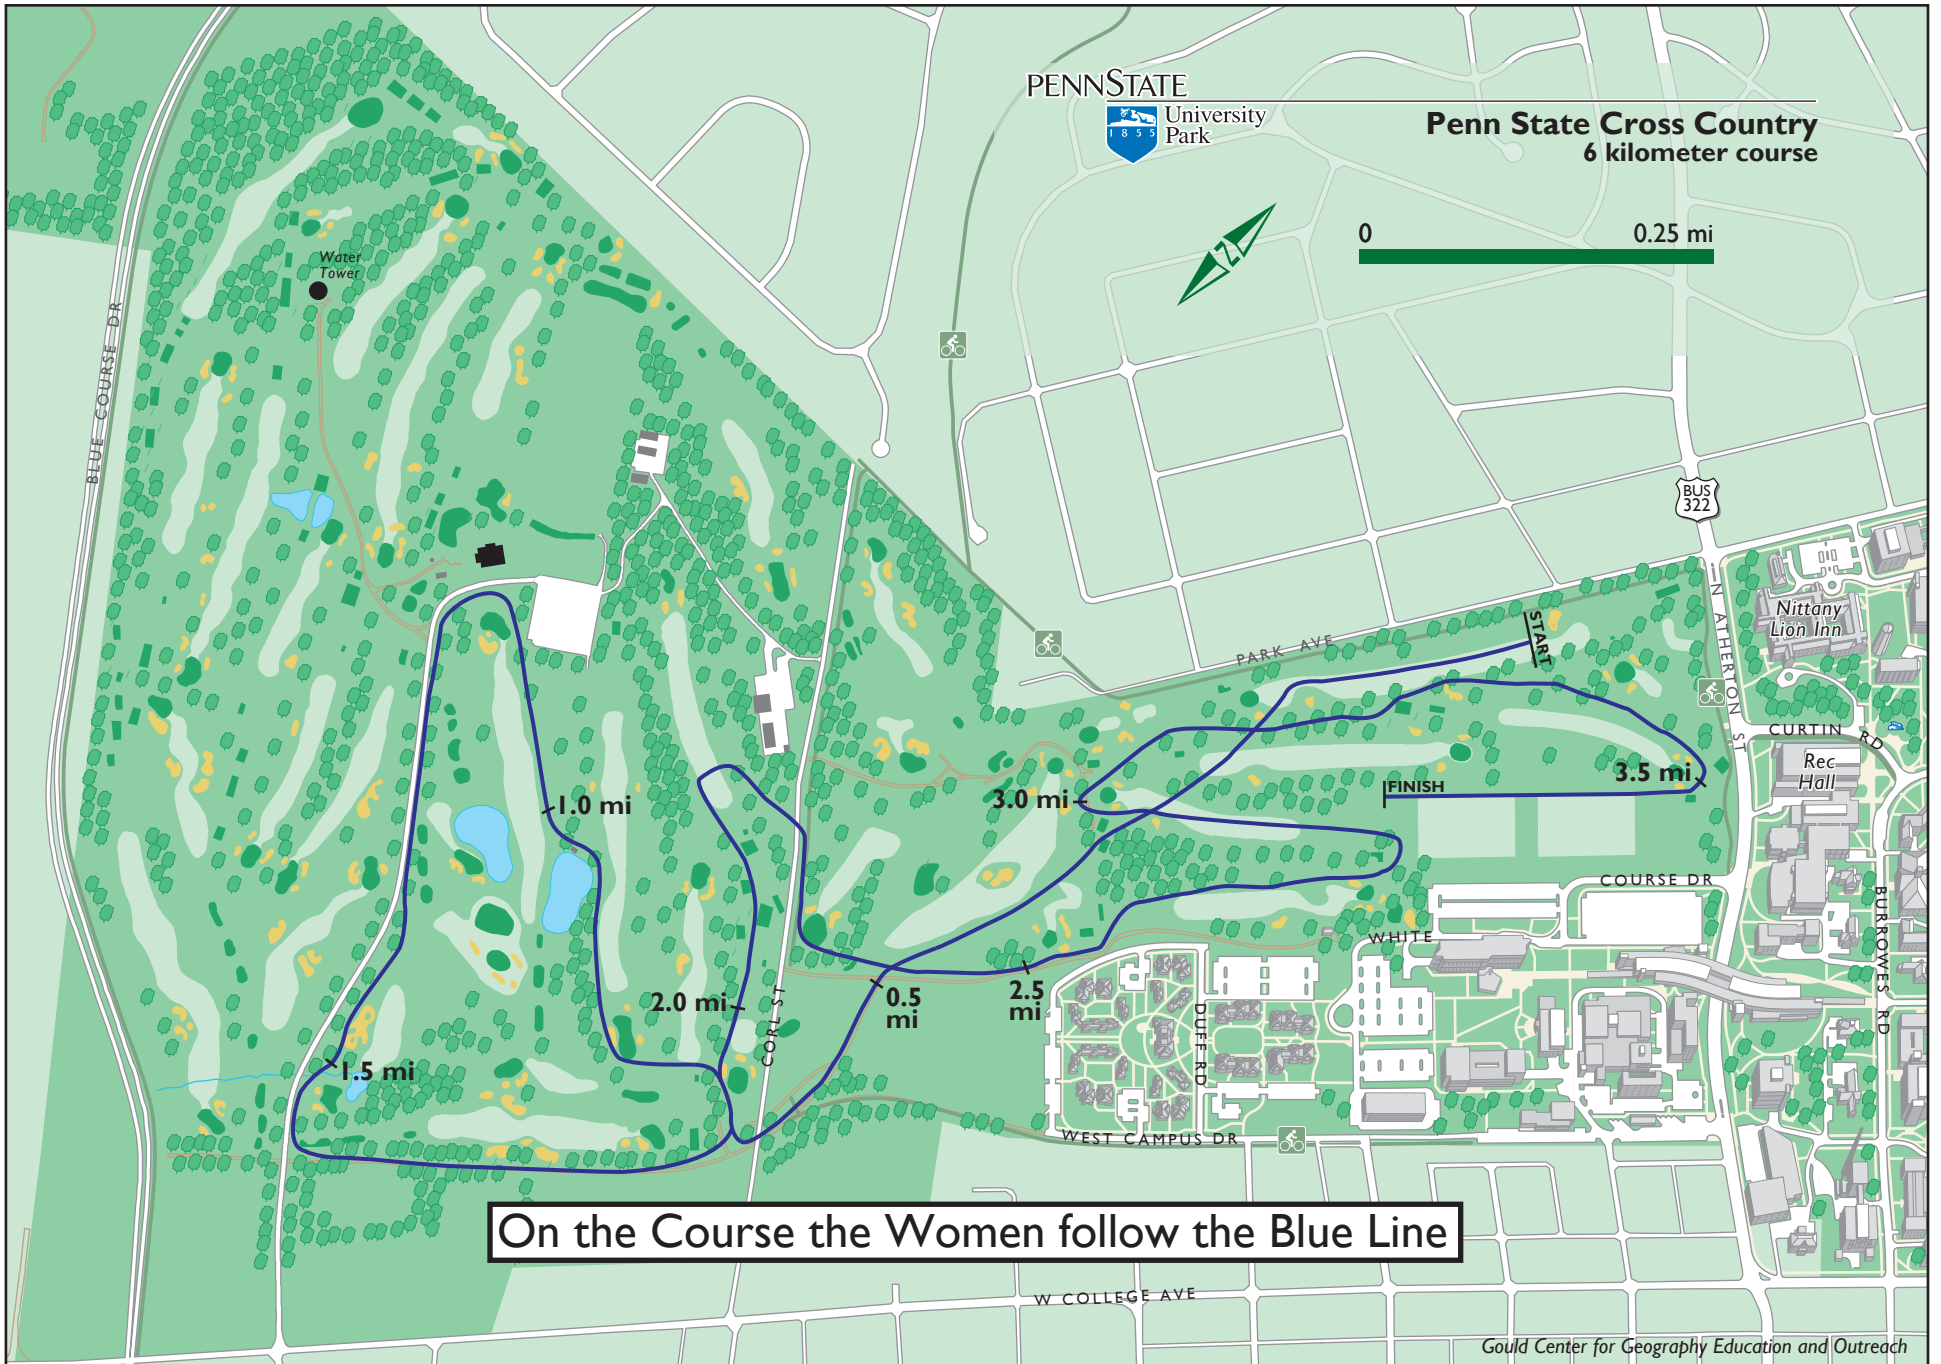 PENNSTATE
1855
University
Park
Penn State Cross Country
6 kilometer course
0
0.25 mi
N
Water
Tower
BLUE COURSE DR
BUS
322
PARK AVE
START
N ATHERTON ST
Nittany
Lion Inn
CURTIN RD
Rec
Hall
3.5 mi
FINISH
3.0 mi
1.0 mi
COURSE DR
BURROWES RD
WHITE
2.0 mi
CORL ST
0.5
mi
2.5
mi
DUFF RD
1.5 mi
WEST CAMPUS DR
On the Course the Women follow the Blue Line
W COLLEGE AVE
Gould Center for Geography Education and Outreach